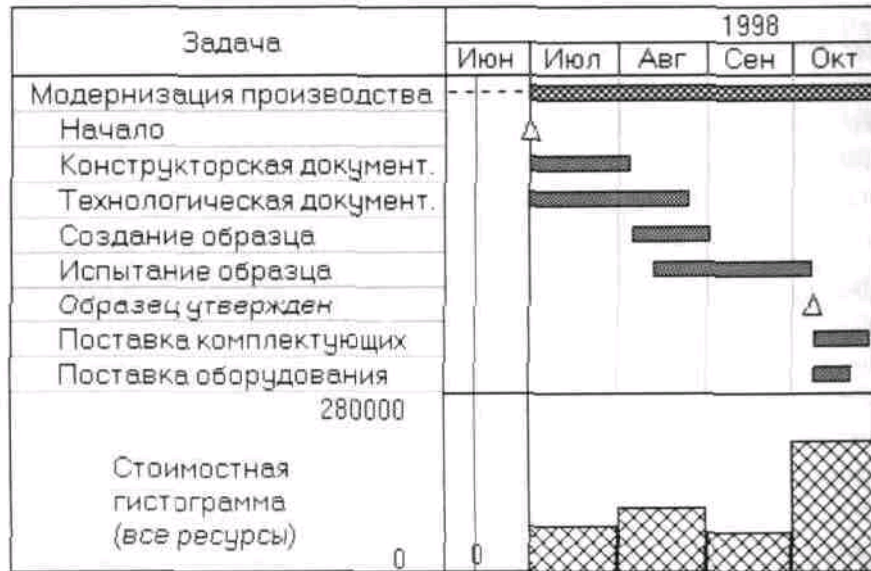 Задача
1998
Июн Июл Авг Сен Окт
Модернизация производства
Начало
Конструкторская документ.
Технологическая документ.
Создание образца
Испытание образца
Образец утвержден
Поставка комплектующих
Поставка оборудования
280000
Стоимостная
гистограмма
(все ресурсы)
0 0